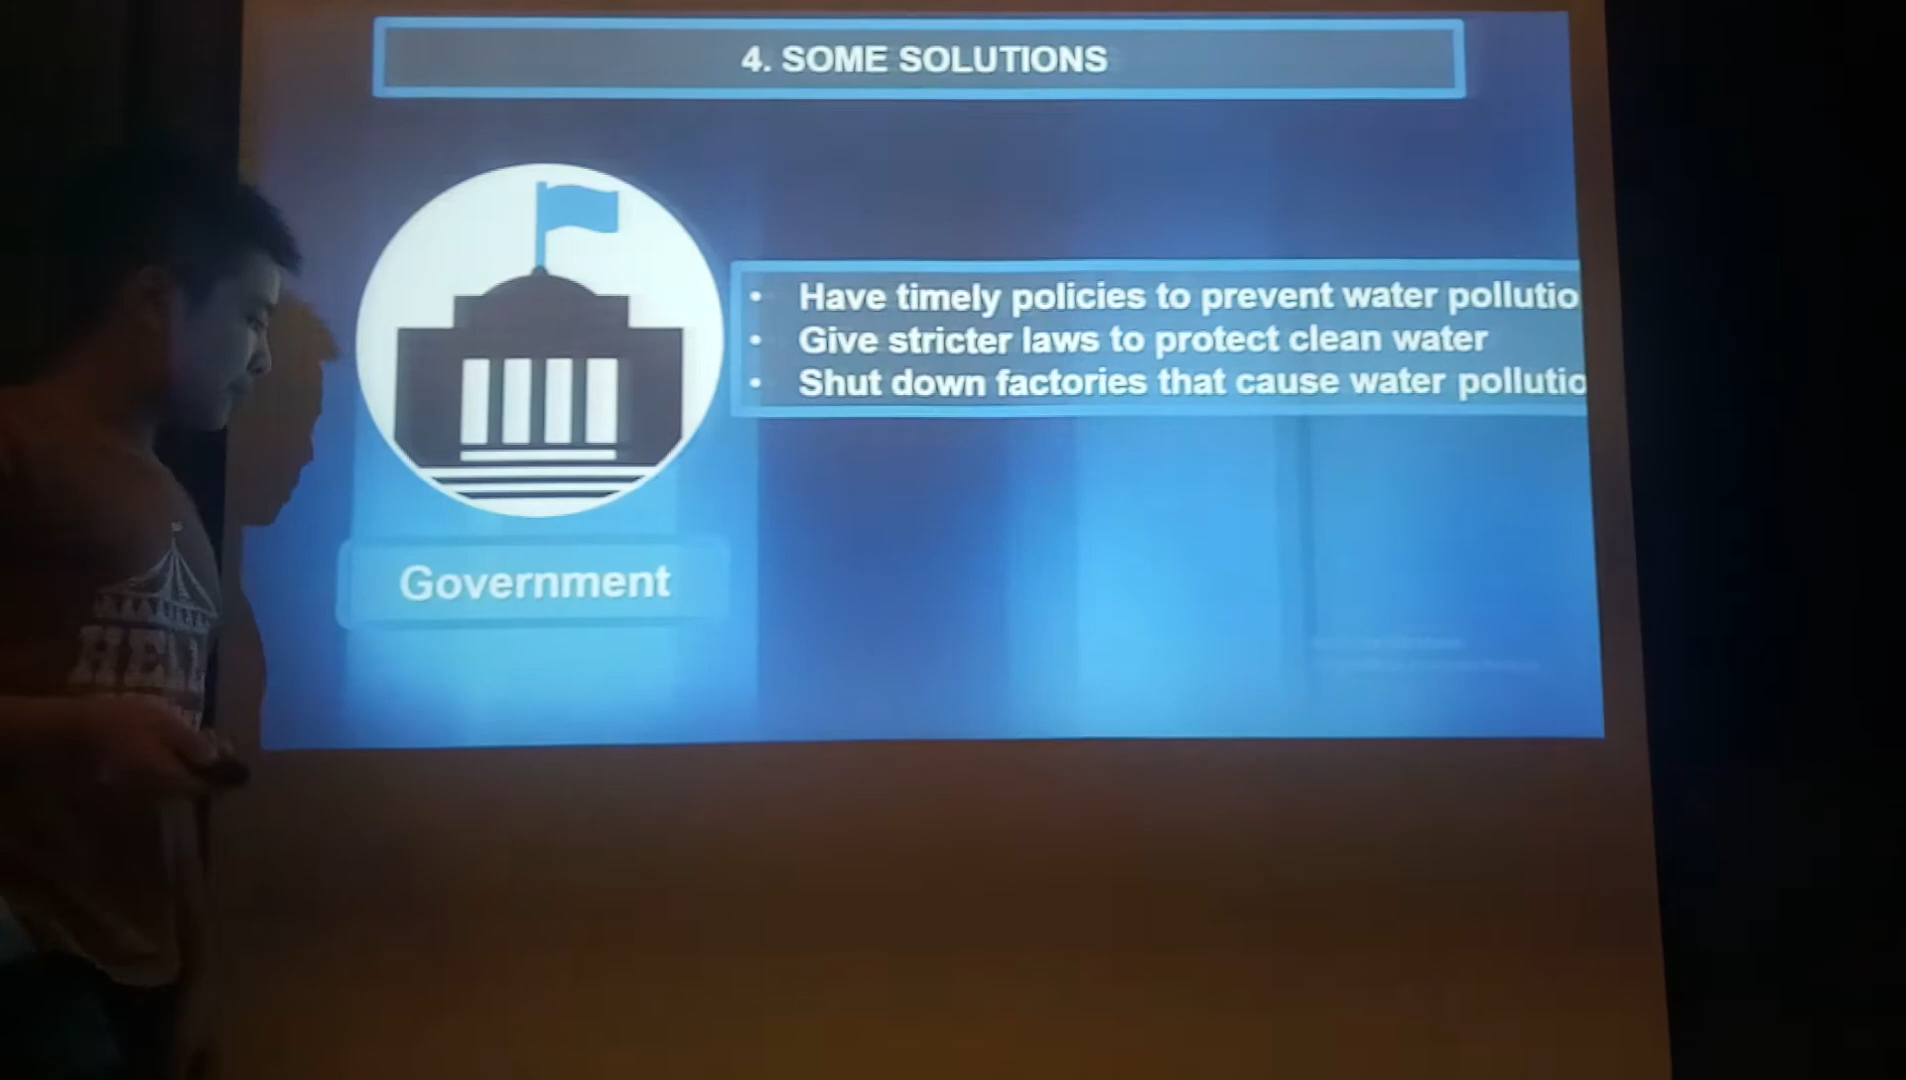 4. SOME SOLUTIONS
• Have timely policies to prevent water pollutio
• Give stricter laws to protect clean water
• Shut down factories that cause water pollutio
Government